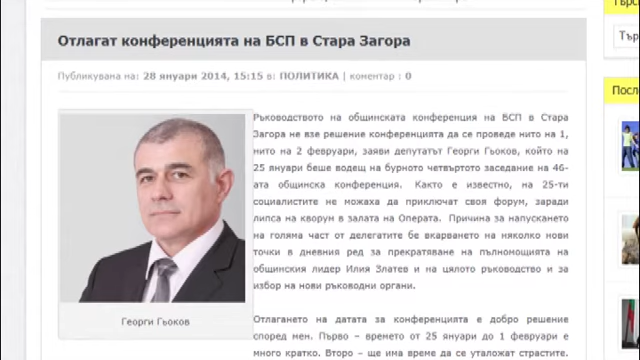 Отлагат конференцията на БСП в Стара Загора
Публикувана на: 28 януари 2014, 15:15 в: ПОЛИТИКА | коментар : 0
Ръководството на общинската конференция на БСП в Стара
Загора не взе решение конференцията да се проведе нито на 1,
нито на 2 февруари, заяви депутатът Георги Гьоков, който на
25 януари беше водещ на бурното четвъртото заседание на 46-
ата общинска конференция. Както е известно, на 25-ти
социалистите не можаха да приключат своя форум, заради
липса на кворум в залата на Операта. Причина за напускането
на голяма част от делегатите бе вкарването на няколко нови
точки в дневния ред за прекратяване на пълномощията на
общинския лидер Илия Златев и на цялото ръководство и за
избор на нови ръководни органи.
Георги Гьоков
Отлагането на датата за конференцията е добро решение
според мен. Първо – времето от 25 януари до 1 февруари е
много кратко. Второ – ще има време да се уталожат страстите.
Тър
Посл